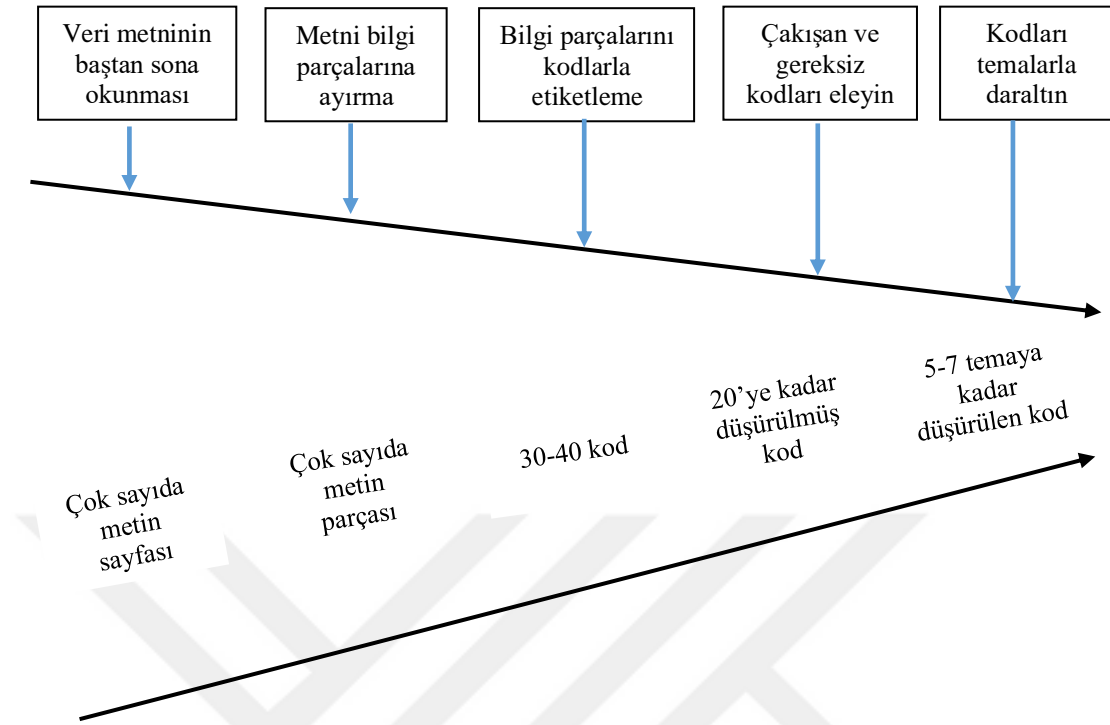 Veri metninin
baştan sona
okunması
Metni bilgi
parçalarına
ayırma
Bilgi parçalarını
kodlarla
etiketleme
Çakışan ve
gereksiz
kodları eleyin
Kodları
temalarla
daraltın
Çok sayıda
metin
sayfası
Çok sayıda
metin
parçası
30-40 kod
20’ye kadar
düşürülmüş
kod
5-7 temaya
kadar
düşürülen kod